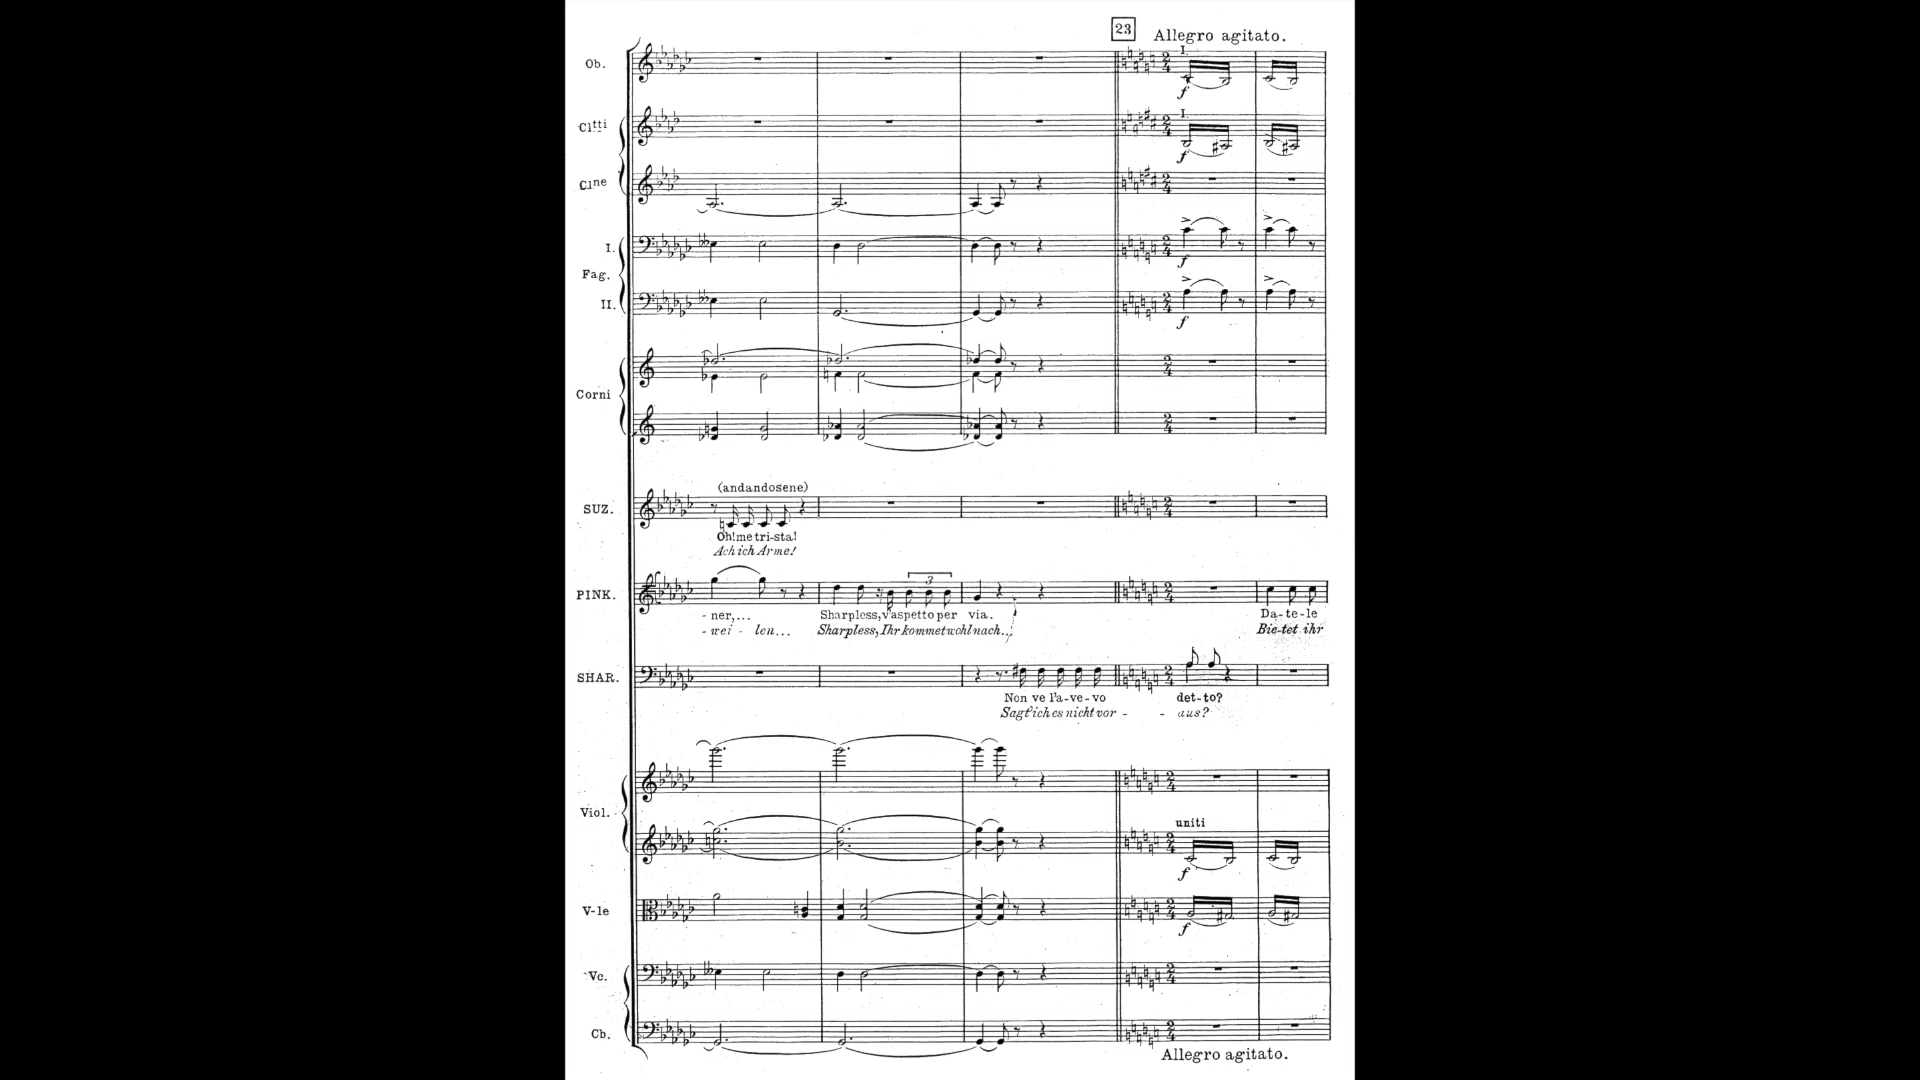 23 Allegro agitato.
Ob.
I.
f
Cl.tti
I.
f
Cl.ne
I.
f
Fag.
II.
f
Corni
(andandosene)
SUZ.
Oh! me tri-sta!
Ach ich Arme!
3
PINK.
-ner,... Sharpless, v'aspetto per via. Da-te-le
-wei - len... Sharpless, Ihr kommet wohl nach... Bie-tet ihr
SHAR.
Non ve l'a-ve-vo det-to?
Sagt' ich es nicht vor - - aus?
Viol.
uniti
f
V-le
f
Vc.
Cb.
Allegro agitato.